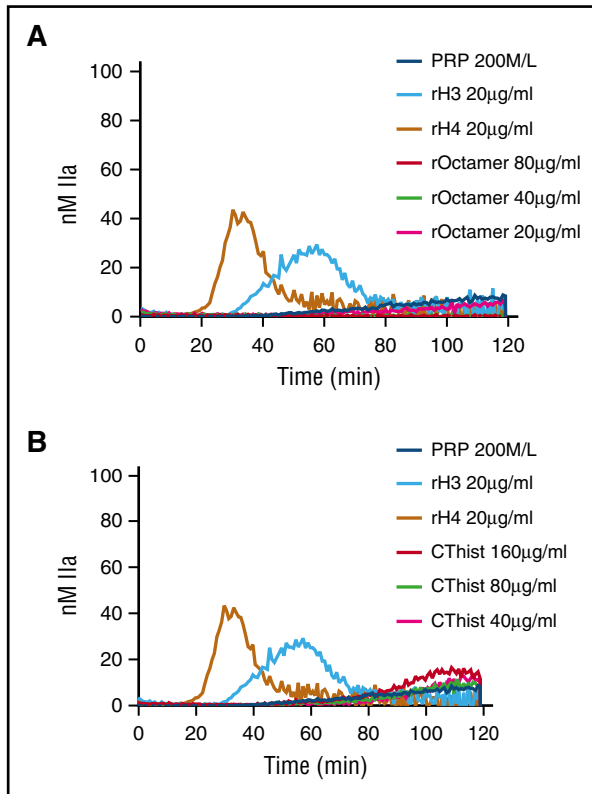 A
PRP 200M/L
rH3 20μg/ml
rH4 20μg/ml
rOctamer 80μg/ml
rOctamer 40μg/ml
rOctamer 20μg/ml
100
80
60
40
20
0
nM IIa
0 20 40 60 80 100 120
Time (min)
B
PRP 200M/L
rH3 20μg/ml
rH4 20μg/ml
CThist 160μg/ml
CThist 80μg/ml
CThist 40μg/ml
100
80
60
40
20
0
nM IIa
0 20 40 60 80 100 120
Time (min)